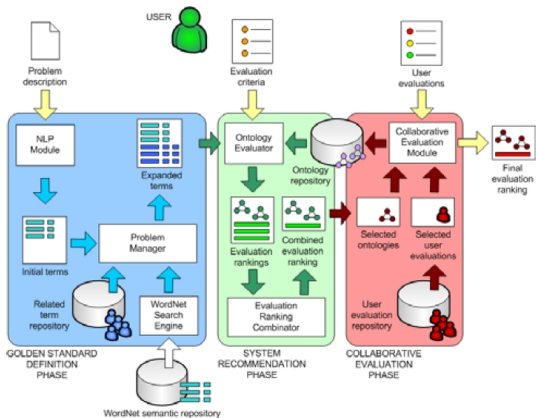 USER
Problem
description
Evaluation
criteria
User
evaluations
NLP
Module
Expanded
terms
Ontology
Evaluator
Ontology
repository
Collaborative
Evaluation
Module
Final
evaluation
ranking
Initial terms
Problem
Manager
Evaluation
rankings
Combined
evaluation
ranking
Selected
ontologies
Selected
user
evaluations
Related
term
repository
WordNet
Search
Engine
Evaluation
Ranking
Combinator
User
evaluation
repository
GOLDEN STANDARD
DEFINITION
PHASE
SYSTEM
RECOMMENDATION
PHASE
COLLABORATIVE
EVALUATION
PHASE
WordNet semantic repository